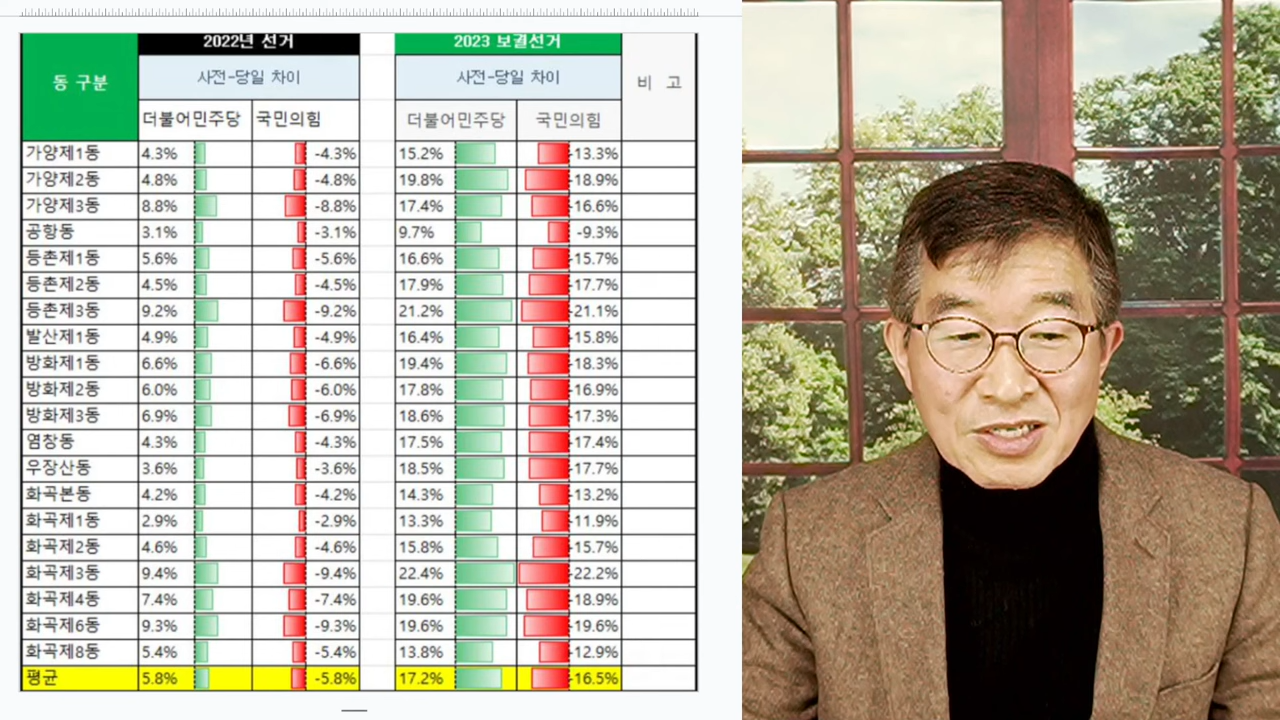 2022년 선거 2023 보궐선거
동 구분 사전-당일 차이 사전-당일 차이 비 고
더불어민주당 국민의힘 더불어민주당 국민의힘
가양제1동 4.3% -4.3% 15.2% -13.3%
가양제2동 4.8% -4.8% 19.8% -18.9%
가양제3동 8.8% -8.8% 17.4% -16.6%
공항동 3.1% -3.1% 9.7% -9.3%
등촌제1동 5.6% -5.6% 16.6% -15.7%
등촌제2동 4.5% -4.5% 17.9% -17.7%
등촌제3동 9.2% -9.2% 21.2% -21.1%
발산제1동 4.9% -4.9% 16.4% -15.8%
방화제1동 6.6% -6.6% 19.4% -18.3%
방화제2동 6.0% -6.0% 17.8% -16.9%
방화제3동 6.9% -6.9% 18.6% -17.3%
염창동 4.3% -4.3% 17.5% -17.4%
우장산동 3.6% -3.6% 18.5% -17.7%
화곡본동 4.2% -4.2% 14.3% -13.2%
화곡제1동 2.9% -2.9% 13.3% -11.9%
화곡제2동 4.6% -4.6% 15.8% -15.7%
화곡제3동 9.4% -9.4% 22.4% -22.2%
화곡제4동 7.4% -7.4% 19.6% -18.9%
화곡제6동 9.3% -9.3% 19.6% -19.6%
화곡제8동 5.4% -5.4% 13.8% -12.9%
평균 5.8% -5.8% 17.2% -16.5%